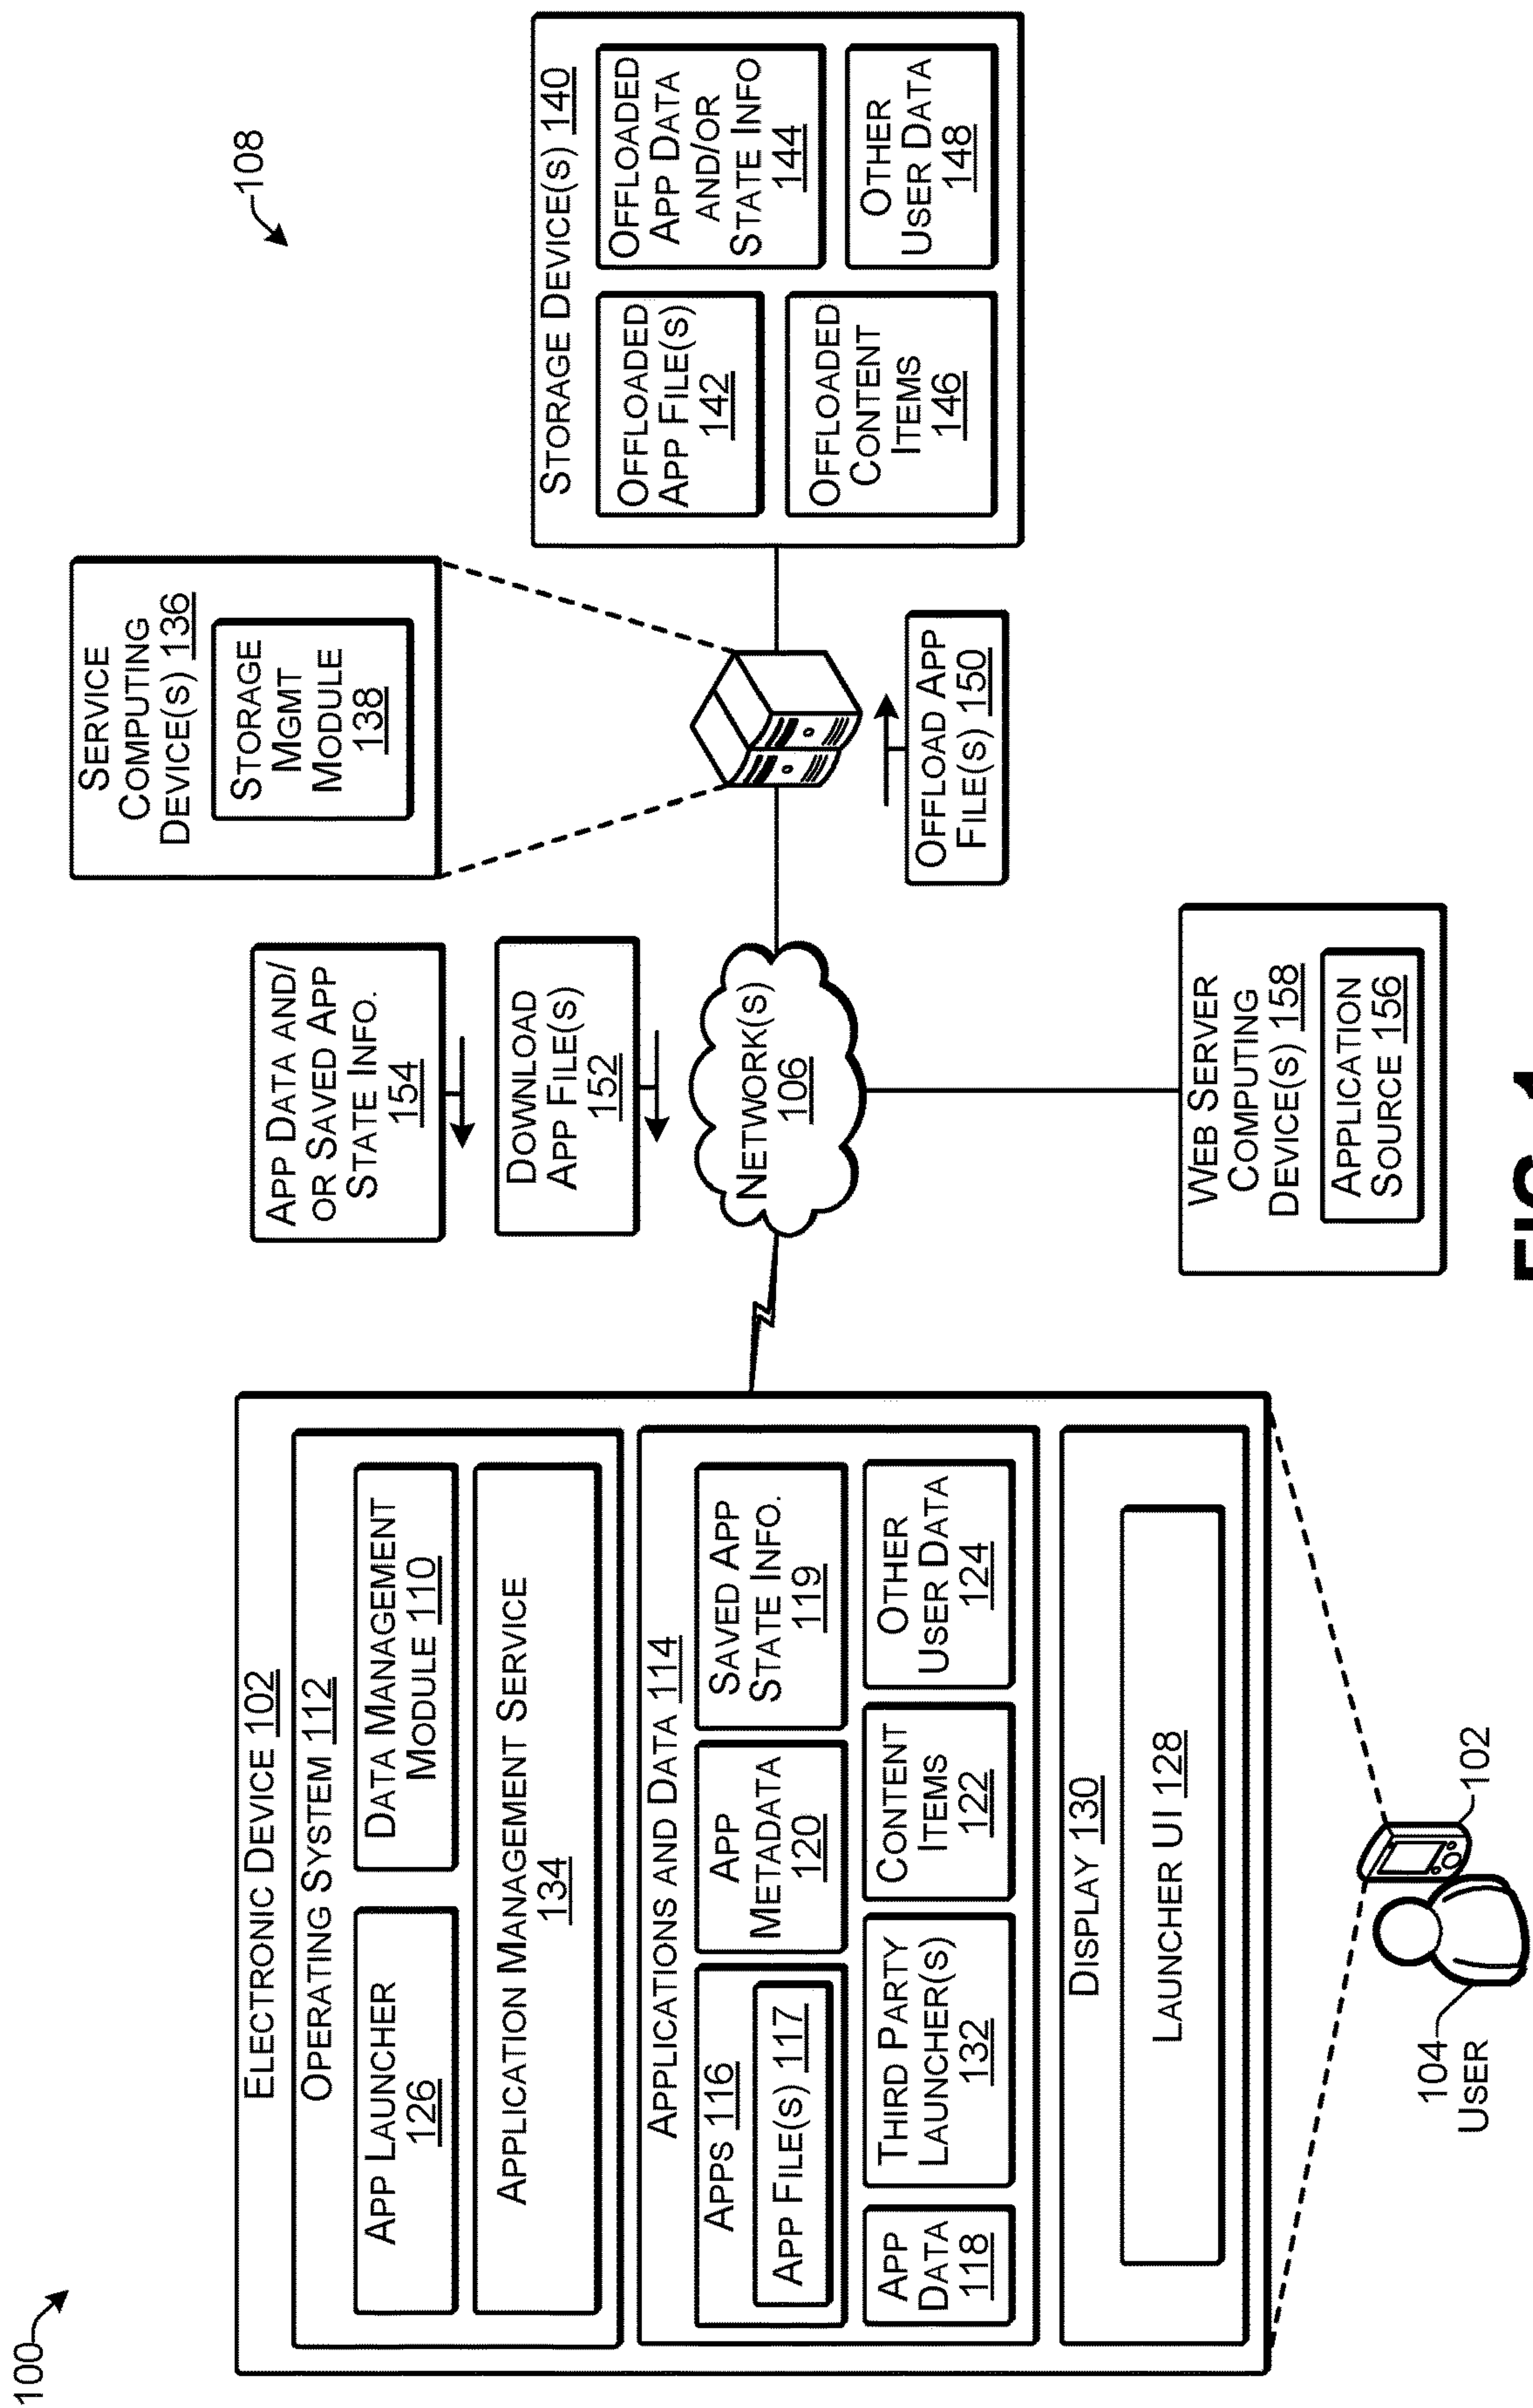 100
108
ELECTRONIC DEVICE 102
OPERATING SYSTEM 112
APP LAUNCHER
126
DATA MANAGEMENT
MODULE 110
APPLICATION MANAGEMENT SERVICE
134
APPLICATIONS AND DATA 114
APPS 116
APP FILE(S) 117
APP
METADATA
120
SAVED APP
STATE INFO.
119
APP
DATA
118
THIRD PARTY
LAUNCHER(S)
132
CONTENT
ITEMS
122
OTHER
USER DATA
124
DISPLAY 130
LAUNCHER UI 128
104
USER
102
APP DATA AND/
OR SAVED APP
STATE INFO.
154
DOWNLOAD
APP FILE(S)
152
NETWORK(S)
106
WEB SERVER
COMPUTING
DEVICE(S) 158
APPLICATION
SOURCE 156
SERVICE
COMPUTING
DEVICE(S) 136
STORAGE
MGMT
MODULE
138
OFFLOAD APP
FILE(S) 150
STORAGE DEVICE(S) 140
OFFLOADED
APP FILE(S)
142
OFFLOADED
APP DATA
AND/OR
STATE INFO
144
OFFLOADED
CONTENT
ITEMS
146
OTHER
USER DATA
148
FIG. 1